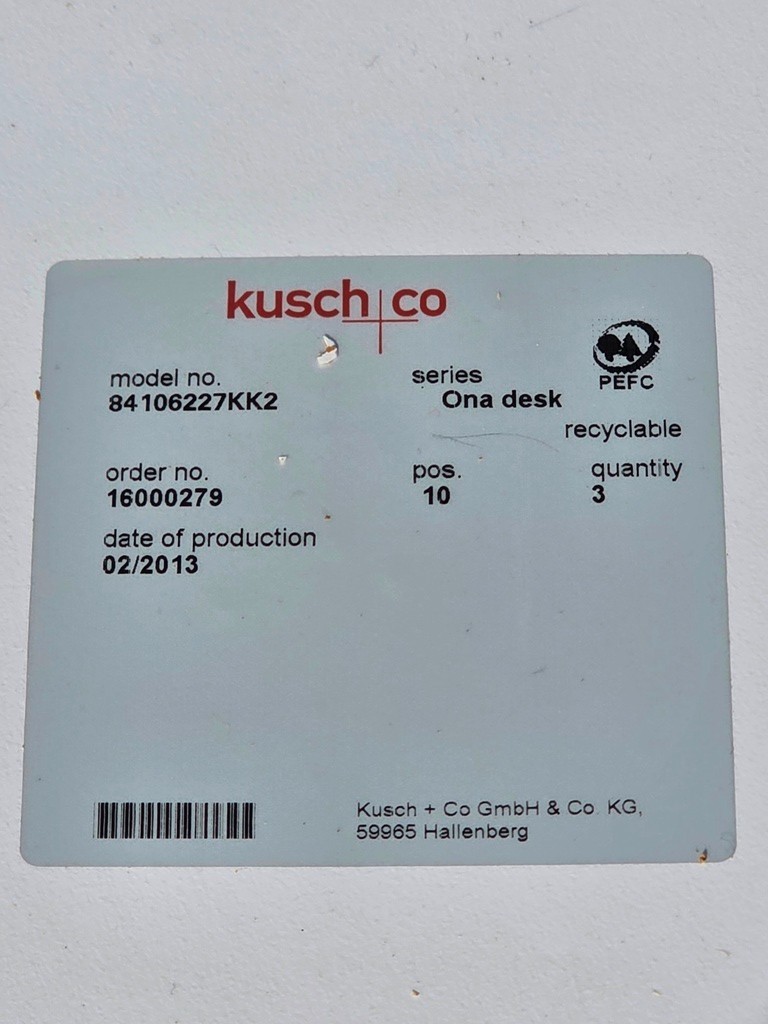 kusch+co
PEFC
model no.
84106227KK2
series
Ona desk
recyclable
order no.
16000279
pos.
10
quantity
3
date of production
02/2013
Kusch + Co GmbH & Co. KG,
59965 Hallenberg